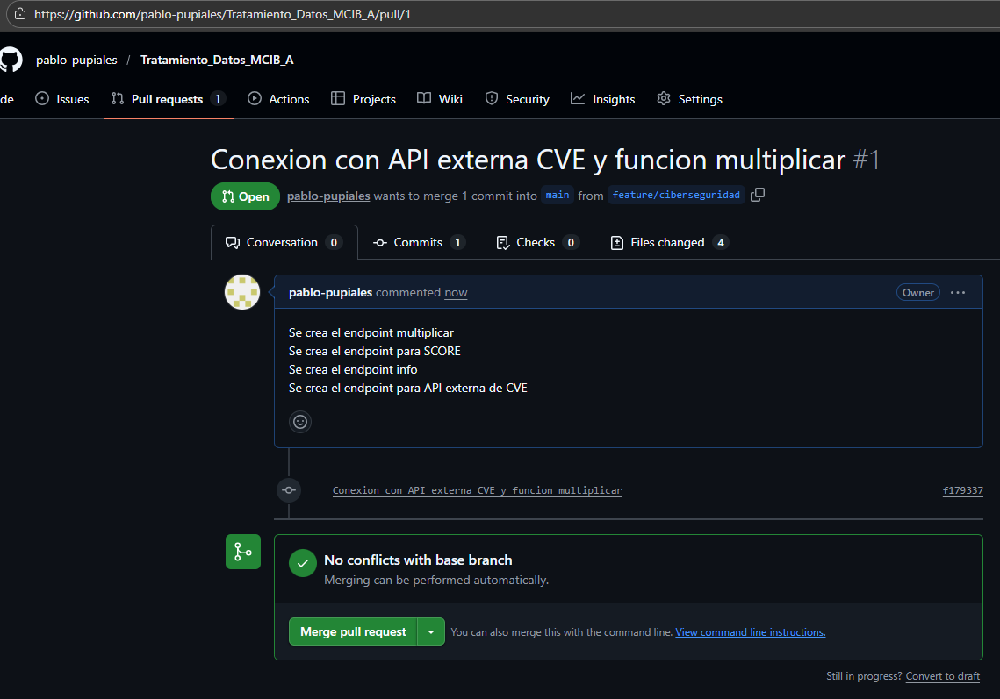 https://github.com/pablo-pupiales/Tratamiento_Datos_MCIB_A/pull/1
pablo-pupiales / Tratamiento_Datos_MCIB_A
de Issues Pull requests 1 Actions Projects Wiki Security Insights Settings
Conexion con API externa CVE y funcion multiplicar #1
Open pablo-pupiales wants to merge 1 commit into main from feature/ciberseguridad
Conversation 0 Commits 1 Checks 0 Files changed 4
pablo-pupiales commented now Owner
Se crea el endpoint multiplicar
Se crea el endpoint para SCORE
Se crea el endpoint info
Se crea el endpoint para API externa de CVE
Conexion con API externa CVE y funcion multiplicar f179337
No conflicts with base branch
Merging can be performed automatically.
Merge pull request You can also merge this with the command line. View command line instructions.
Still in progress? Convert to draft